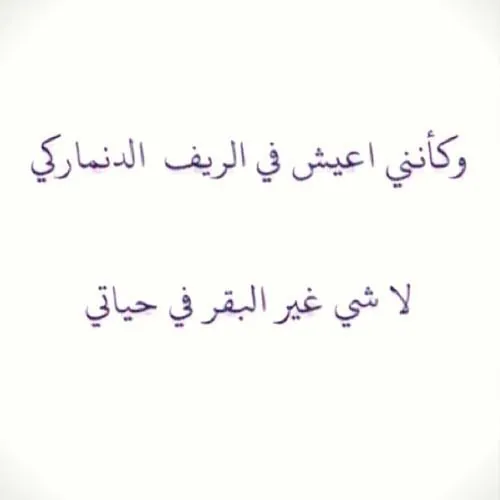 وكأنني اعيش في الريف الدنماركي
لا شي غير البقر في حياتي